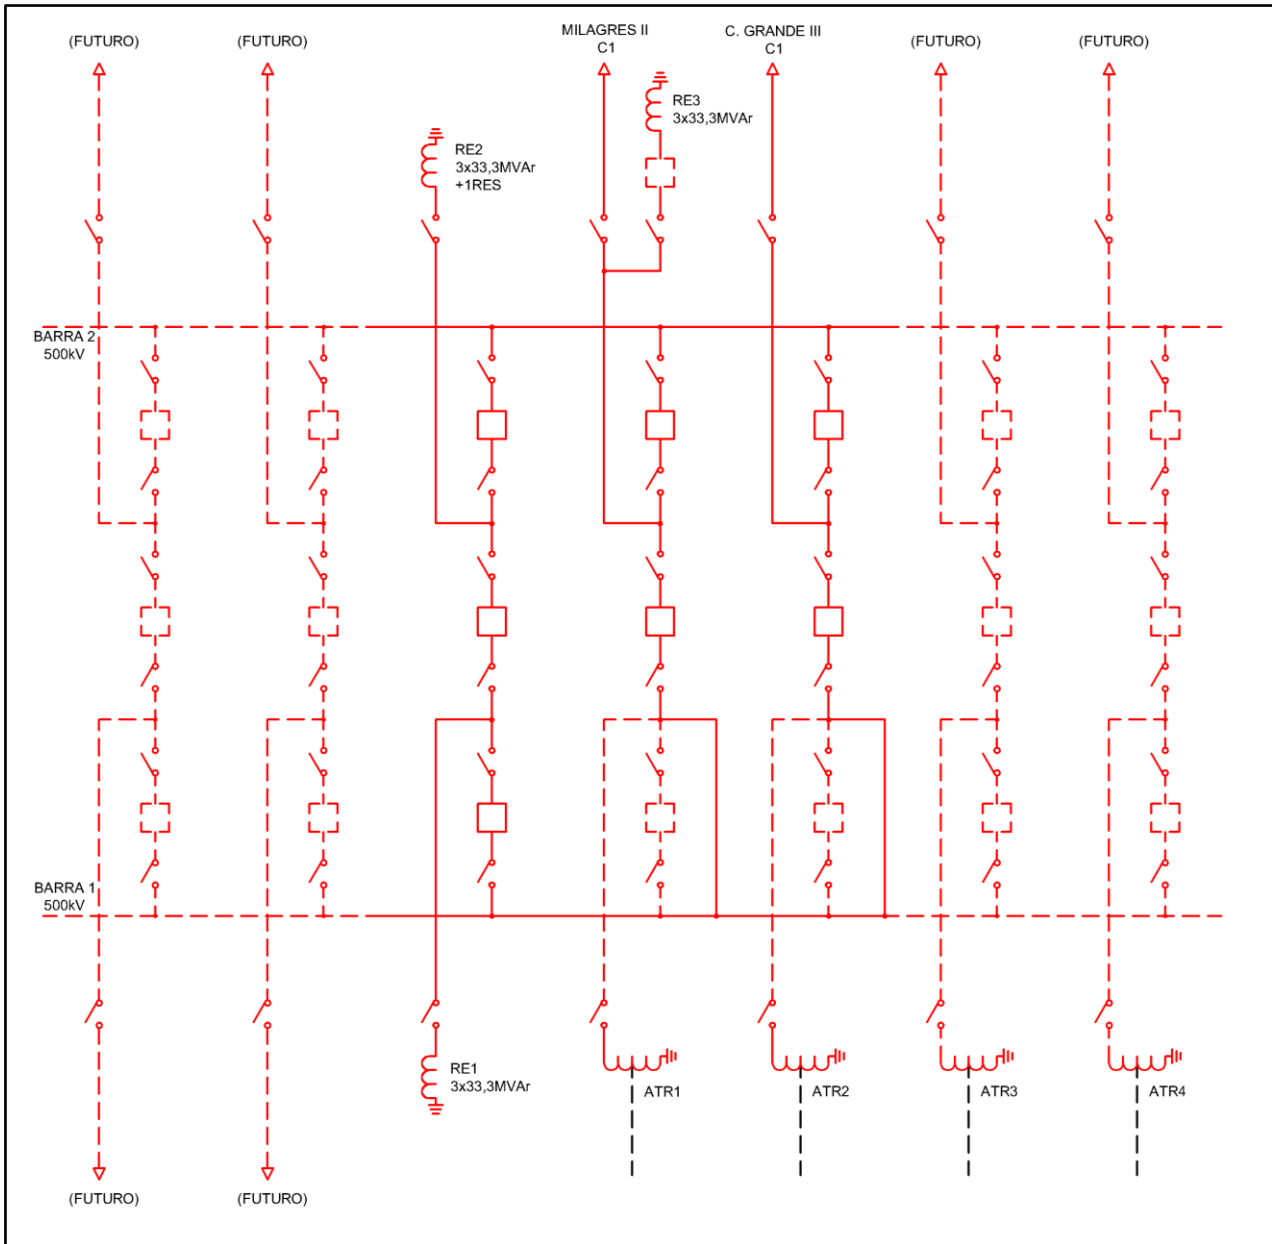 (FUTURO)
(FUTURO)
MILAGRES II
C1
C. GRANDE III
C1
(FUTURO)
(FUTURO)
RE3
3x33,3MVAr
RE2
3x33,3MVAr
+1RES
BARRA 2
500kV
BARRA 1
500kV
RE1
3x33,3MVAr
ATR1
ATR2
ATR3
ATR4
(FUTURO)
(FUTURO)